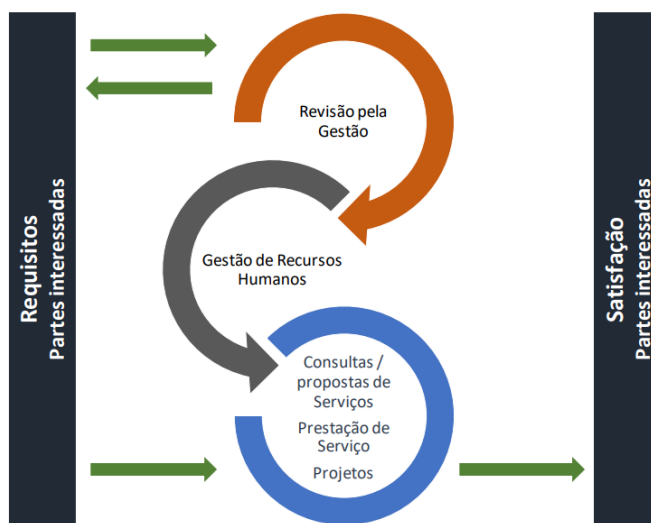 Requisitos
Partes interessadas
Revisão pela
Gestão
Gestão de Recursos
Humanos
Consultas /
propostas de
Serviços
Prestação de
Serviço
Projetos
Satisfação
Partes interessadas